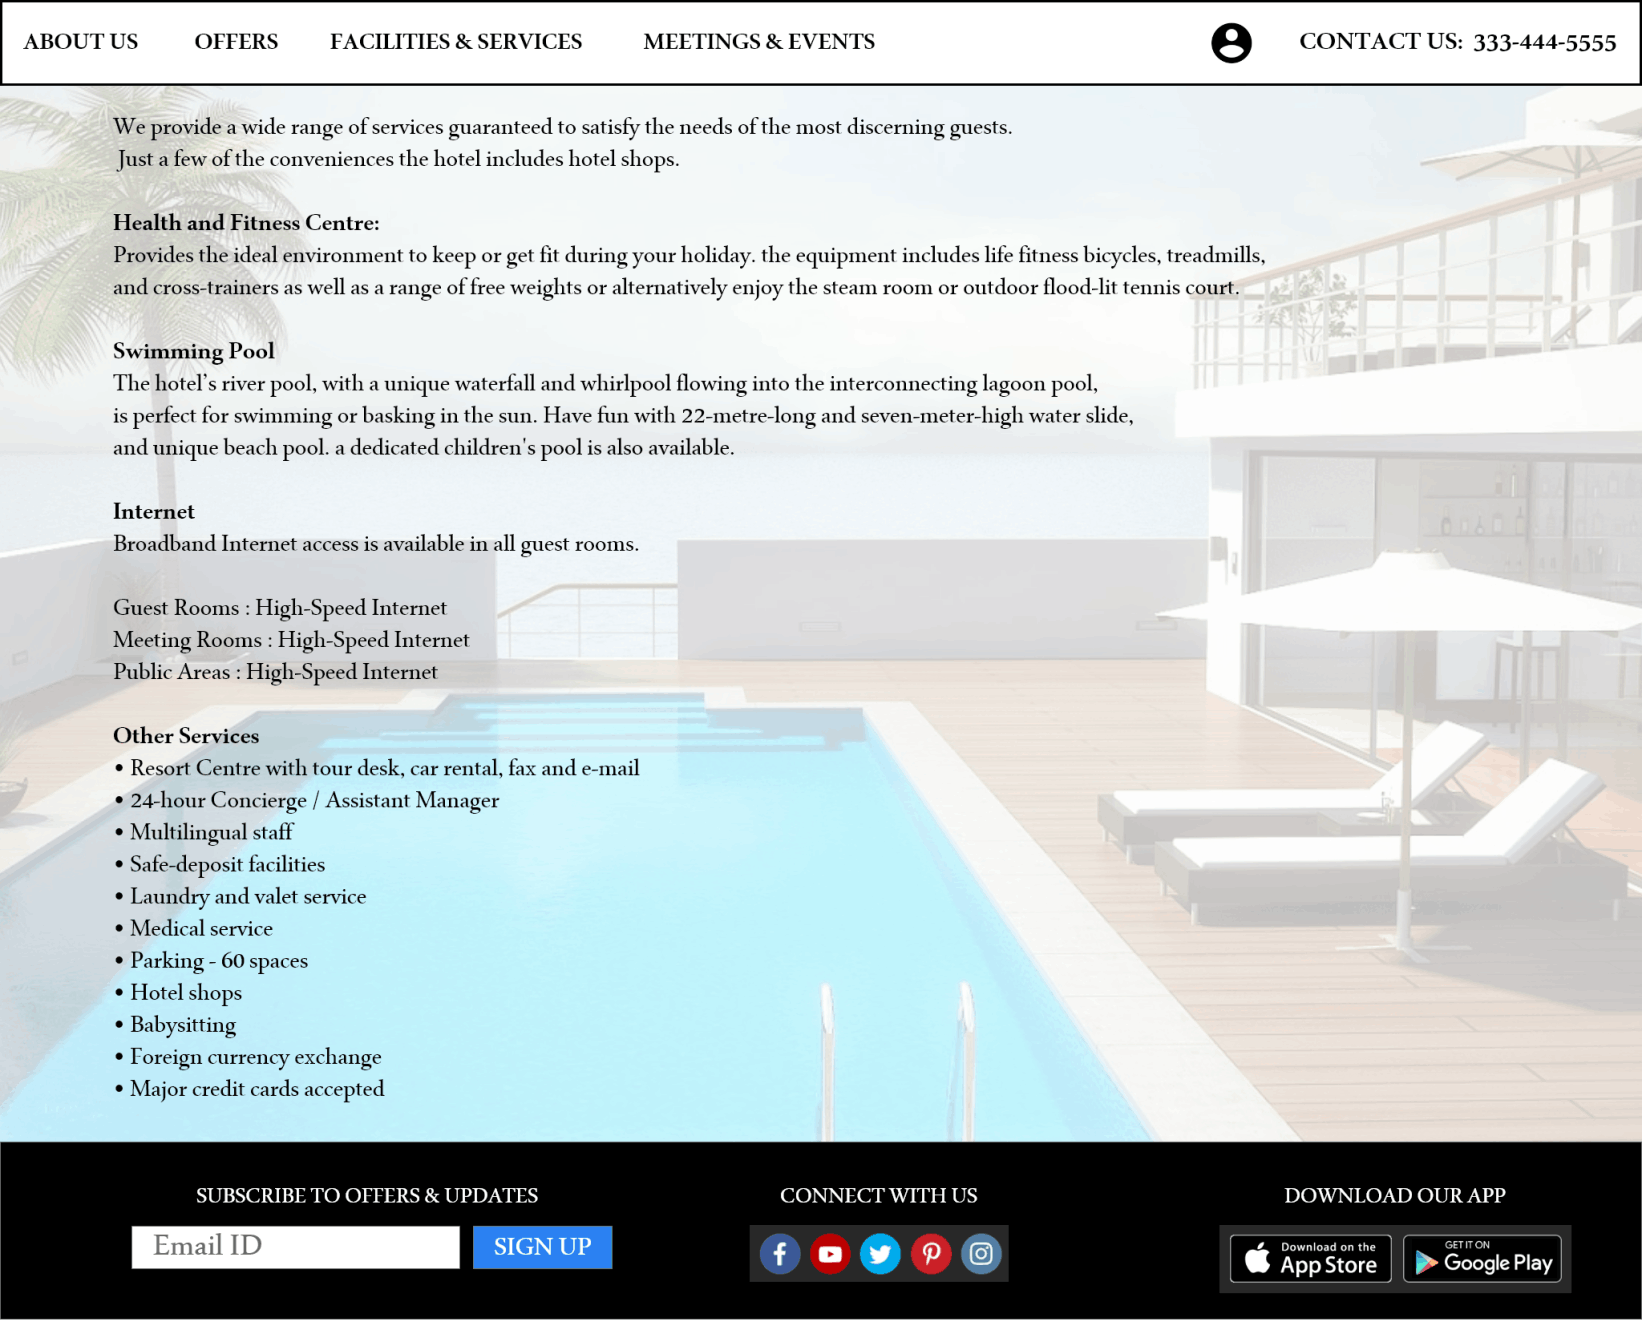 ABOUT US
OFFERS
FACILITIES & SERVICES
MEETINGS & EVENTS
CONTACT US: 333-444-5555
We provide a wide range of services guaranteed to satisfy the needs of the most discerning guests.
Just a few of the conveniences the hotel includes hotel shops.
Health and Fitness Centre:
Provides the ideal environment to keep or get fit during your holiday. the equipment includes life fitness bicycles, treadmills,
and cross-trainers as well as a range of free weights or alternatively enjoy the steam room or outdoor flood-lit tennis court.
Swimming Pool
The hotel’s river pool, with a unique waterfall and whirlpool flowing into the interconnecting lagoon pool,
is perfect for swimming or basking in the sun. Have fun with 22-metre-long and seven-meter-high water slide,
and unique beach pool. a dedicated children's pool is also available.
Internet
Broadband Internet access is available in all guest rooms.
Guest Rooms : High-Speed Internet
Meeting Rooms : High-Speed Internet
Public Areas : High-Speed Internet
Other Services
• Resort Centre with tour desk, car rental, fax and e-mail
• 24-hour Concierge / Assistant Manager
• Multilingual staff
• Safe-deposit facilities
• Laundry and valet service
• Medical service
• Parking - 60 spaces
• Hotel shops
• Babysitting
• Foreign currency exchange
• Major credit cards accepted
SUBSCRIBE TO OFFERS & UPDATES
Email ID
SIGN UP
CONNECT WITH US
DOWNLOAD OUR APP
Download on the
App Store
GET IT ON
Google Play